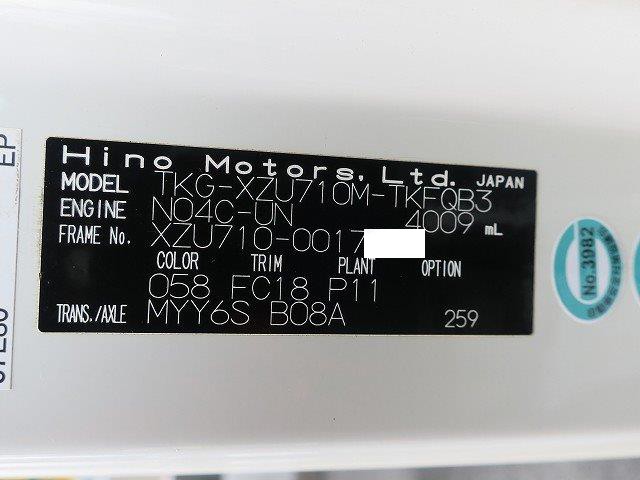 Hino Motors, Ltd. JAPAN
MODEL TKG-XZU710M-TKFQB3
ENGINE N04C-UN 4009 mL
FRAME No. XZU710-0017
COLOR TRIM PLANT OPTION
058 FC18 P11
TRANS./AXLE MYY6S B08A 259
No.3982
EP